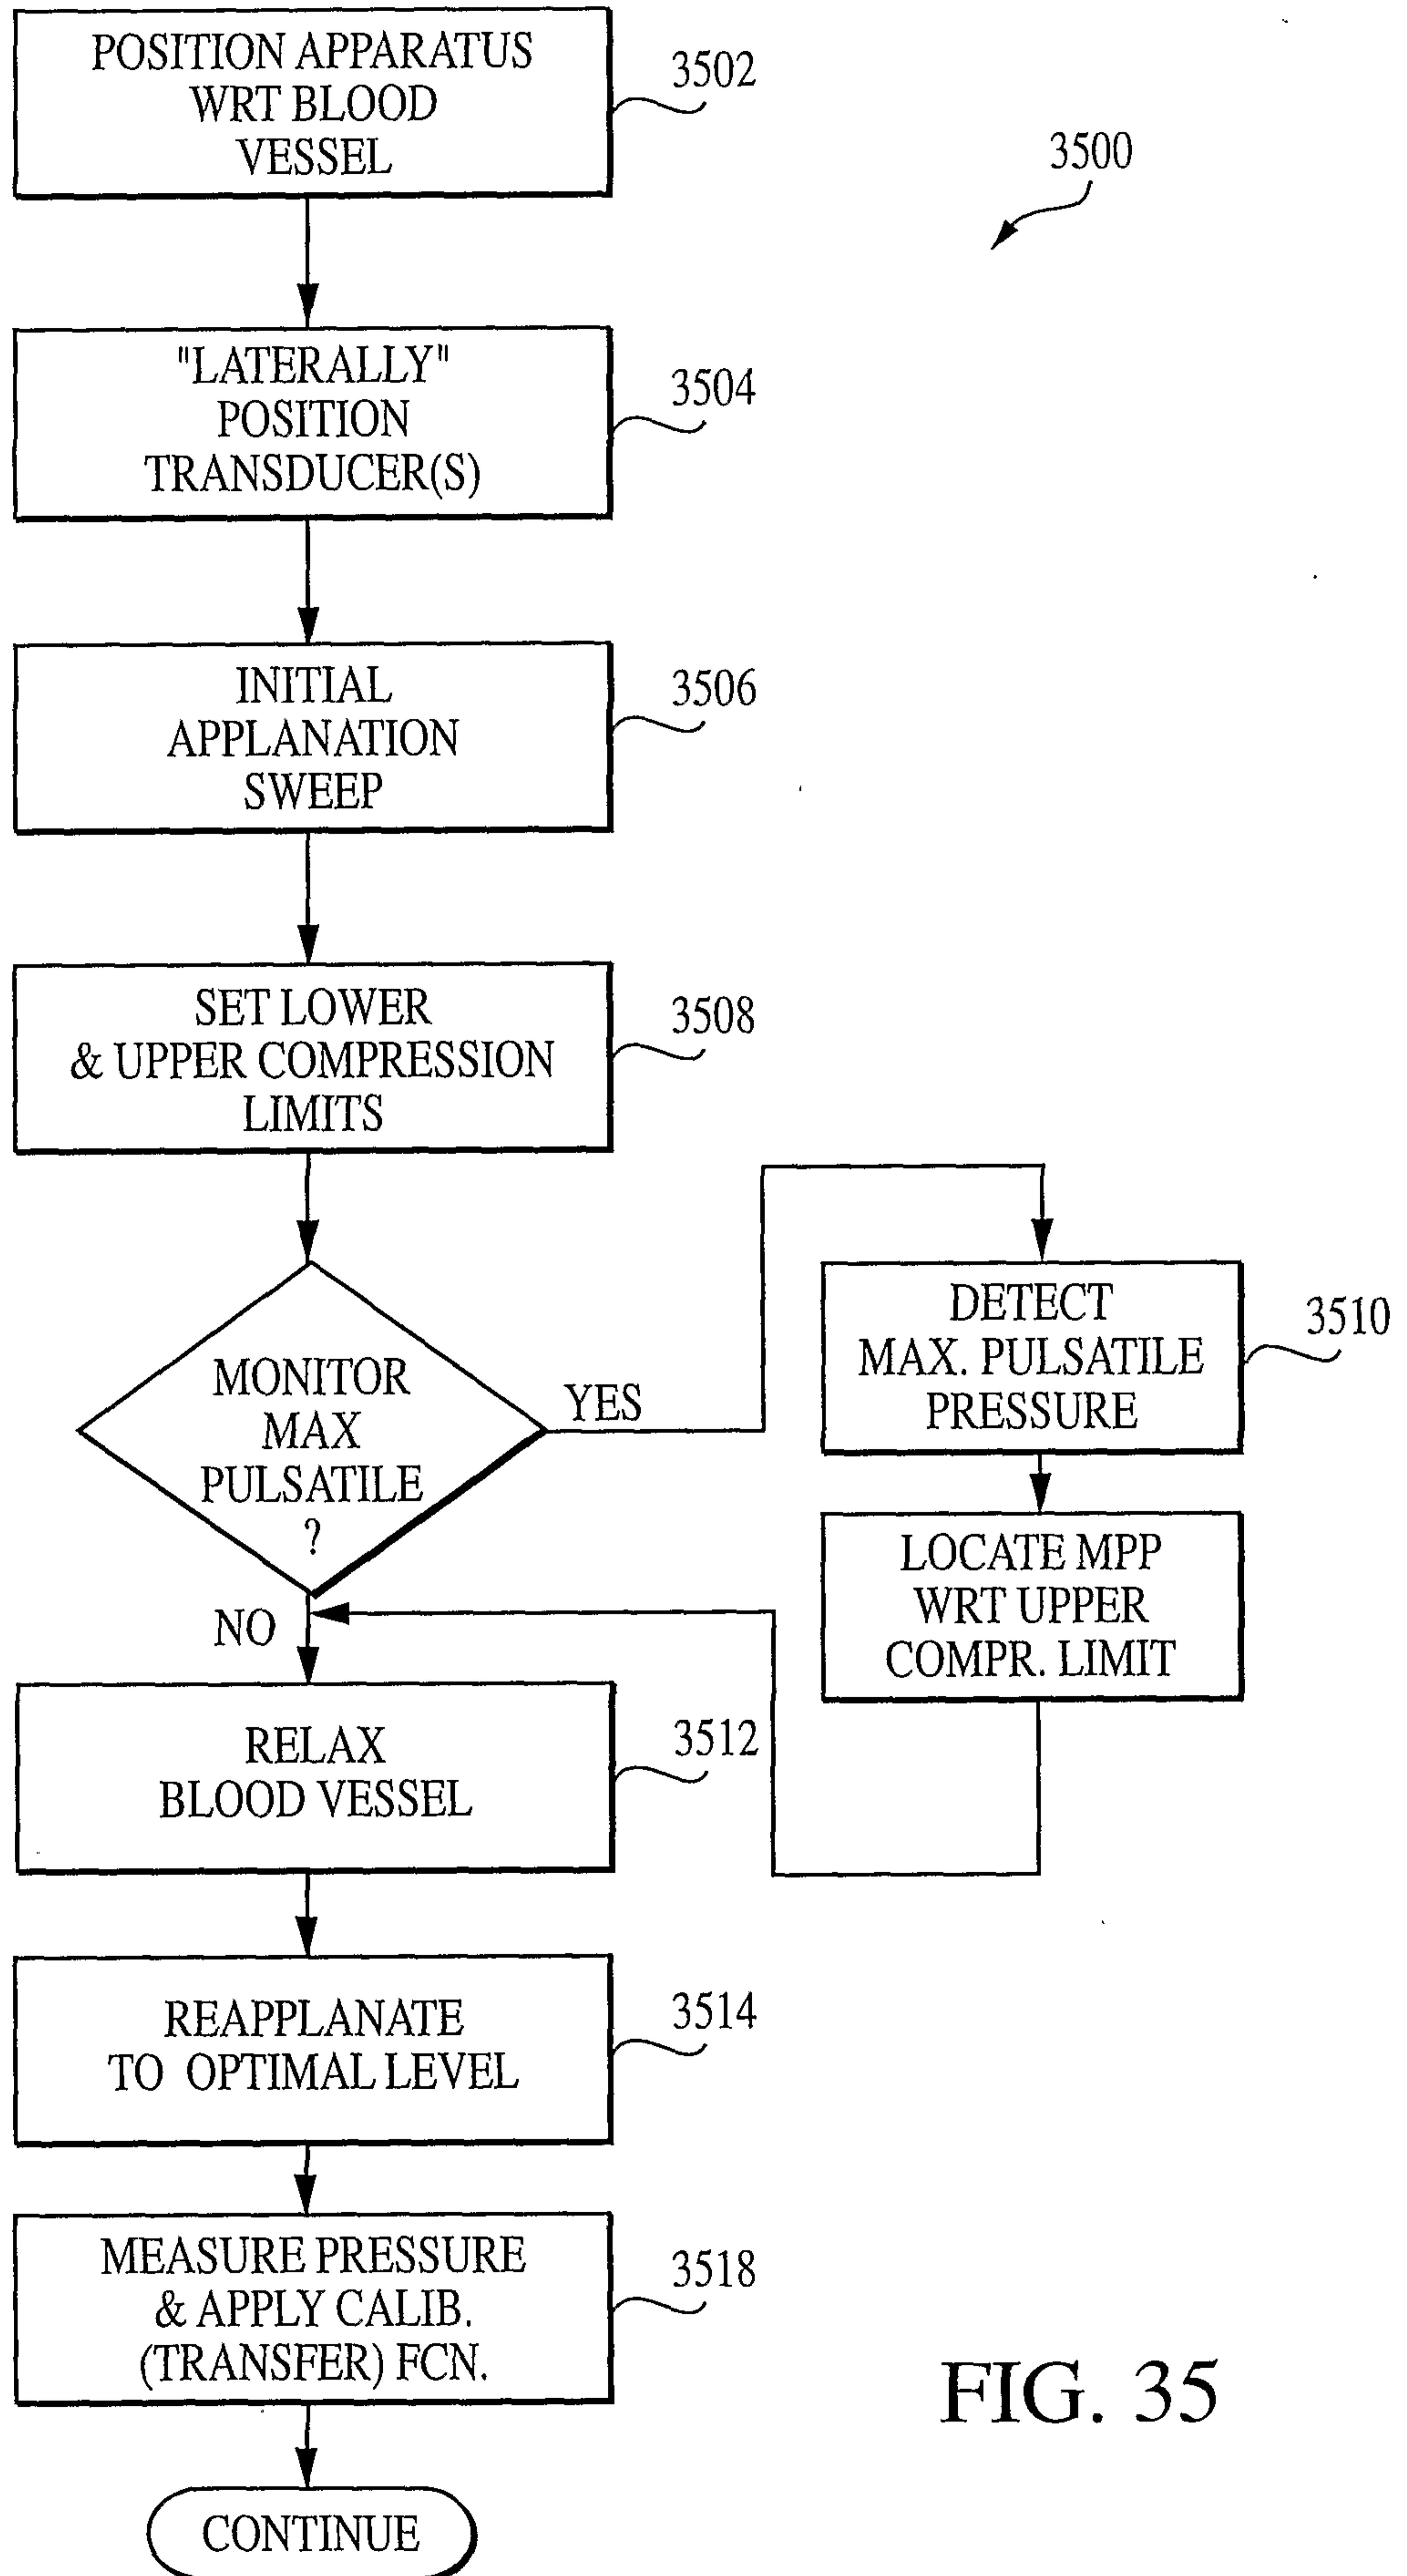 POSITION APPARATUS
WRT BLOOD
VESSEL
3502
3500
"LATERALLY"
POSITION
TRANSDUCER(S)
3504
INITIAL
APPLANATION
SWEEP
3506
SET LOWER
& UPPER COMPRESSION
LIMITS
3508
MONITOR
MAX
PULSATILE
?
YES
DETECT
MAX. PULSATILE
PRESSURE
3510
LOCATE MPP
WRT UPPER
COMPR. LIMIT
NO
RELAX
BLOOD VESSEL
3512
REAPPLANATE
TO OPTIMAL LEVEL
3514
MEASURE PRESSURE
& APPLY CALIB.
(TRANSFER) FCN.
3518
CONTINUE
FIG. 35